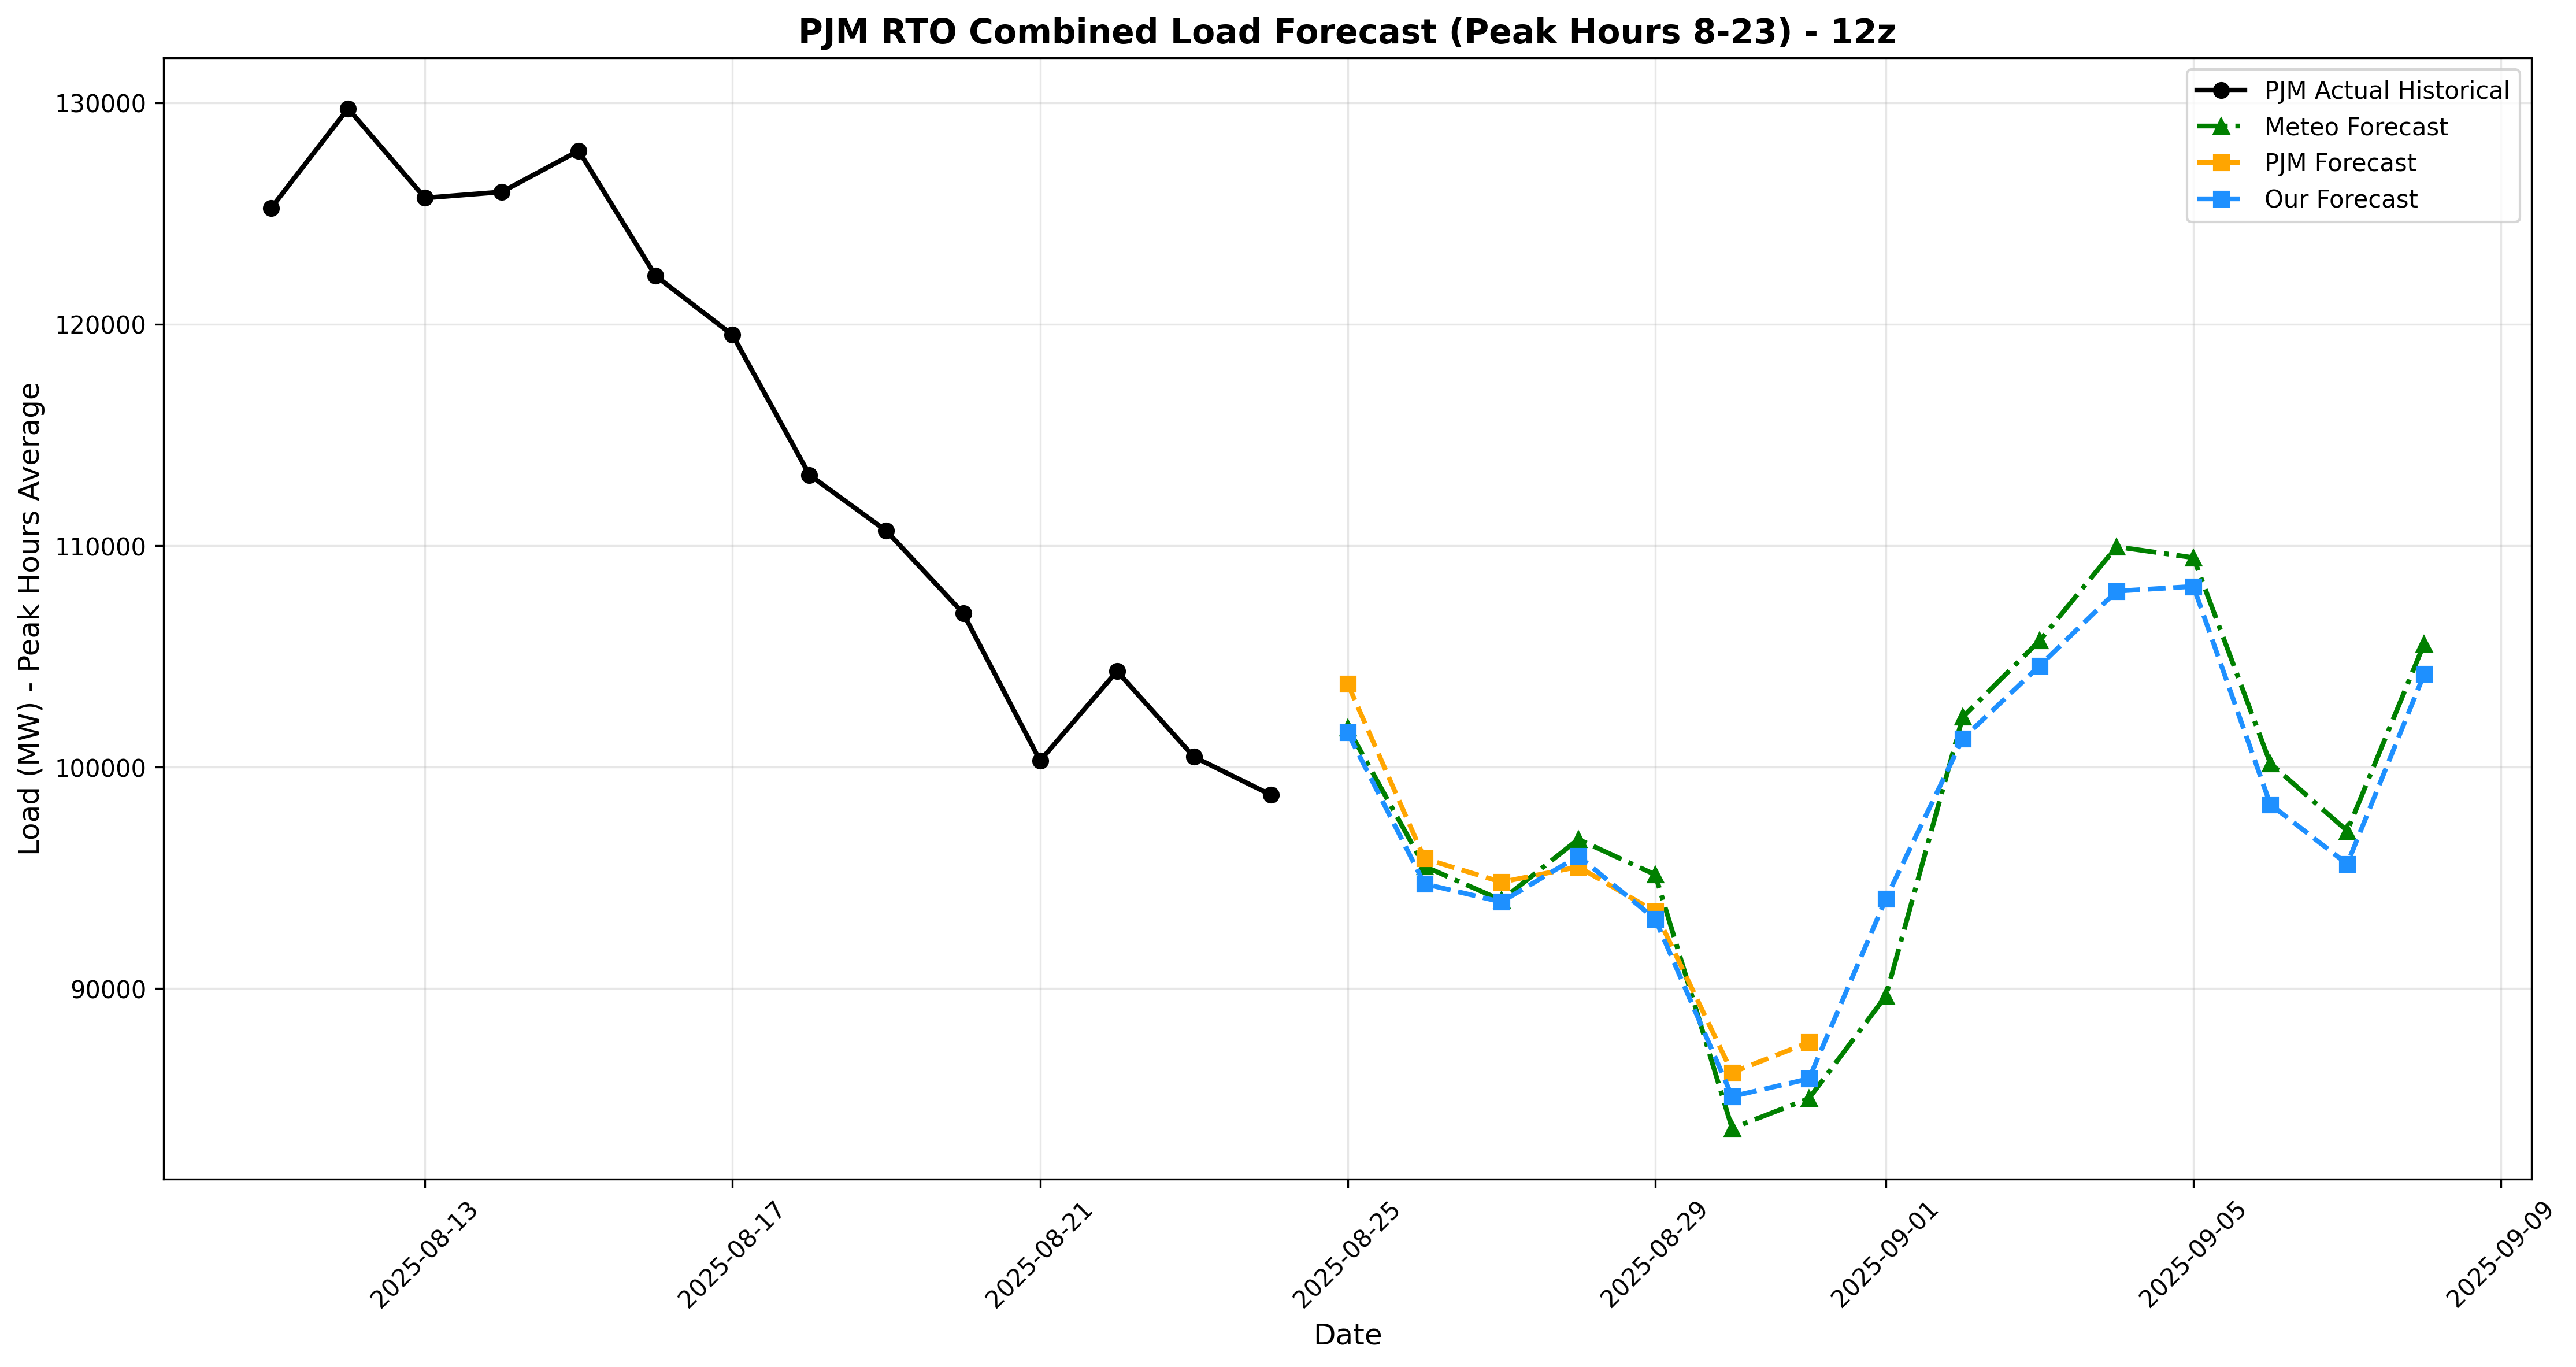 PJM RTO Combined Load Forecast (Peak Hours 8-23) - 12z
PJM Actual Historical
Meteo Forecast
PJM Forecast
Our Forecast
Load (MW) - Peak Hours Average
130000
120000
110000
100000
90000
2025-08-13
2025-08-17
2025-08-21
2025-08-25
2025-08-29
2025-09-01
2025-09-05
2025-09-09
Date